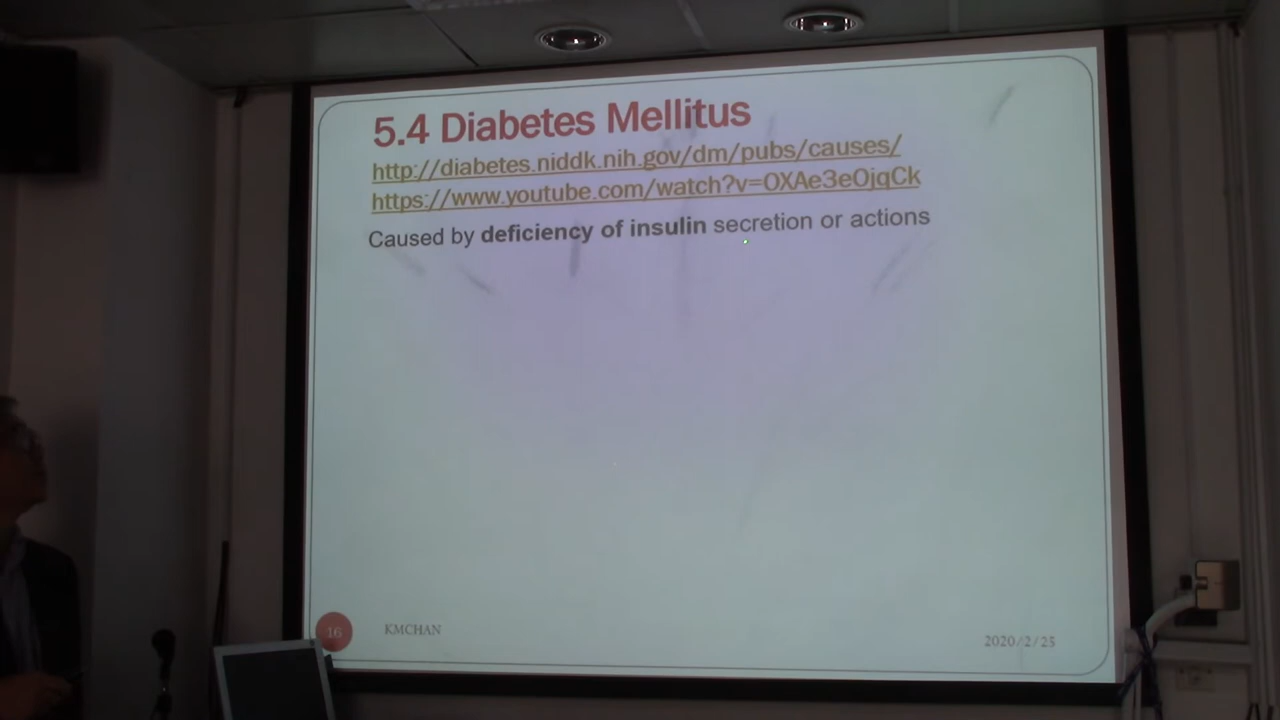 5.4 Diabetes Mellitus
http://diabetes.niddk.nih.gov/dm/pubs/causes/
https://www.youtube.com/watch?v=OXAe3eOjqCk
Caused by deficiency of insulin secretion or actions
16
KMCHAN
2020/2/25